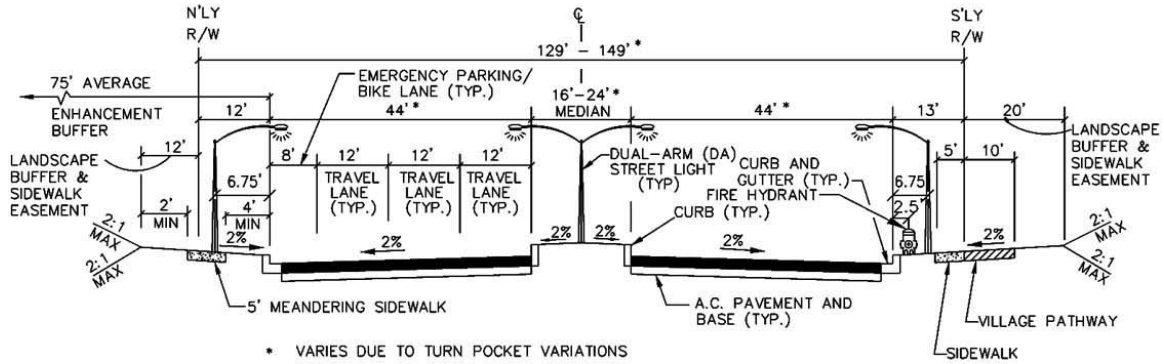 N'LY
R/W
℄
S'LY
R/W
129' - 149'*
75' AVERAGE
ENHANCEMENT
BUFFER
EMERGENCY PARKING/
BIKE LANE (TYP.)
12'
44'*
16'-24'*
MEDIAN
44'*
13'
20'
LANDSCAPE
BUFFER &
SIDEWALK
EASEMENT
12'
6.75'
2'
MIN
4'
MIN
8'
12'
TRAVEL
LANE
(TYP.)
12'
TRAVEL
LANE
(TYP.)
12'
TRAVEL
LANE
(TYP.)
DUAL-ARM (DA)
STREET LIGHT
(TYP)
CURB AND
GUTTER (TYP.)
FIRE HYDRANT
CURB (TYP.)
6.75'
2.5'
5'
10'
LANDSCAPE
BUFFER &
SIDEWALK
EASEMENT
2:1
MAX
2:1
MAX
2%
2%
2%
2%
2%
2%
2:1
MAX
2:1
MAX
5' MEANDERING SIDEWALK
A.C. PAVEMENT AND
BASE (TYP.)
VILLAGE PATHWAY
SIDEWALK
* VARIES DUE TO TURN POCKET VARIATIONS